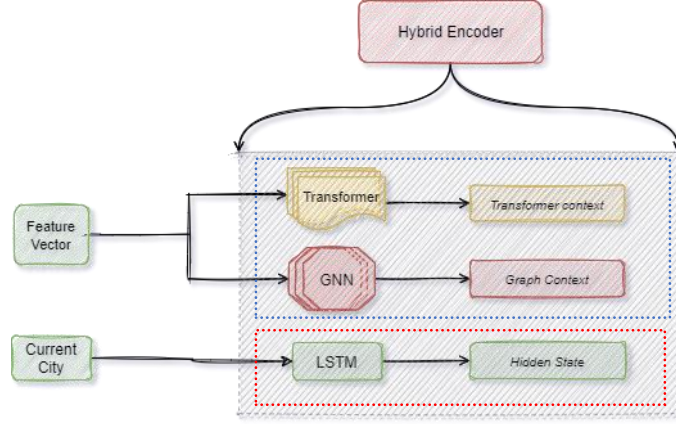 Hybrid Encoder
Transformer
Transformer context
Feature
Vector
GNN
Graph Context
Current
City
LSTM
Hidden State